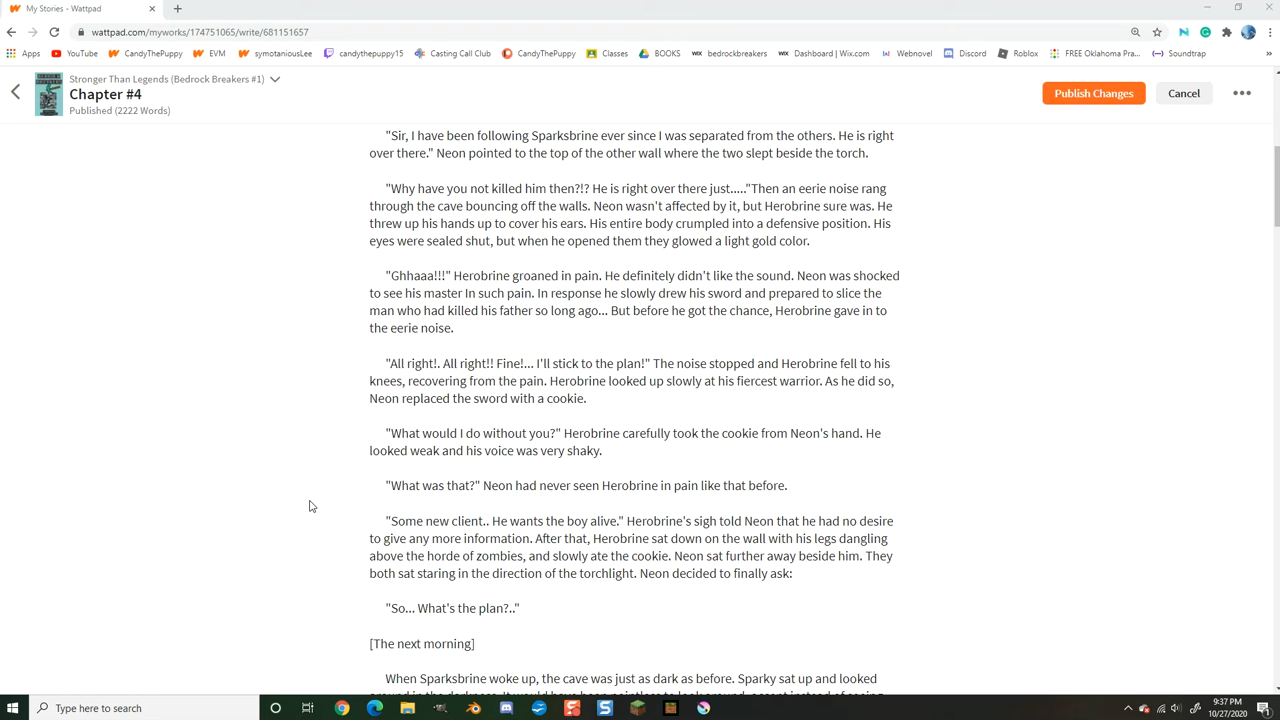 My Stories - Wattpad
wattpad.com/myworks/174751065/write/681151657
Apps YouTube CandyThePuppy EVM symotaniousLee candythepuppy15 Casting Call Club CandyThePuppy Classes BOOKS bedrockbreakers Dashboard | Wix.com Webnovel Discord Roblox FREE Oklahoma Pra... Soundtrap
Stronger Than Legends (Bedrock Breakers #1)
Chapter #4
Published (2222 Words)
Publish Changes
Cancel
"Sir, I have been following Sparksbrine ever since I was separated from the others. He is right
over there." Neon pointed to the top of the other wall where the two slept beside the torch.
"Why have you not killed him then?!? He is right over there just....."Then an eerie noise rang
through the cave bouncing off the walls. Neon wasn't affected by it, but Herobrine sure was. He
threw up his hands up to cover his ears. His entire body crumpled into a defensive position. His
eyes were sealed shut, but when he opened them they glowed a light gold color.
"Ghhaaa!!!" Herobrine groaned in pain. He definitely didn't like the sound. Neon was shocked
to see his master In such pain. In response he slowly drew his sword and prepared to slice the
man who had killed his father so long ago... But before he got the chance, Herobrine gave in to
the eerie noise.
"All right!. All right!! Fine!... I'll stick to the plan!" The noise stopped and Herobrine fell to his
knees, recovering from the pain. Herobrine looked up slowly at his fiercest warrior. As he did so,
Neon replaced the sword with a cookie.
"What would I do without you?" Herobrine carefully took the cookie from Neon's hand. He
looked weak and his voice was very shaky.
"What was that?" Neon had never seen Herobrine in pain like that before.
"Some new client.. He wants the boy alive." Herobrine's sigh told Neon that he had no desire
to give any more information. After that, Herobrine sat down on the wall with his legs dangling
above the horde of zombies, and slowly ate the cookie. Neon sat further away beside him. They
both sat staring in the direction of the torchlight. Neon decided to finally ask:
"So... What's the plan?.."
[The next morning]
When Sparksbrine woke up, the cave was just as dark as before. Sparky sat up and looked
Type here to search
9:37 PM
10/27/2020